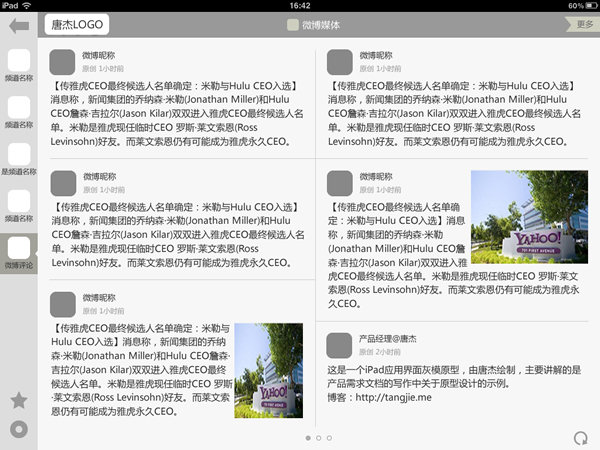 iPad
16:42
60%
唐杰LOGO
微博媒体
更多
频道名称
频道名称
是频道名称
频道名称
微博评论
微博昵称
原创 1小时前
【传雅虎CEO最终候选人名单确定：米勒与Hulu CEO入选】
消息称，新闻集团的乔纳森·米勒(Jonathan Miller)和Hulu
CEO詹森·吉拉尔(Jason Kilar)双双进入雅虎CEO最终候选人名
单。米勒是雅虎现任临时CEO 罗斯·莱文索恩(Ross
Levinsohn)好友。而莱文索恩仍有可能成为雅虎永久CEO。
微博昵称
原创 1小时前
【传雅虎CEO最终候选人名单确定：米勒与Hulu CEO入选】
消息称，新闻集团的乔纳森·米勒(Jonathan Miller)和Hulu
CEO詹森·吉拉尔(Jason Kilar)双双进入雅虎CEO最终候选人名
单。米勒是雅虎现任临时CEO 罗斯·莱文索恩(Ross
Levinsohn)好友。而莱文索恩仍有可能成为雅虎永久CEO。
微博昵称
原创 1小时前
【传雅虎CEO最终候选人名单确定：米勒与
Hulu CEO入选】消息称，新闻集团的乔纳
森·米勒(Jonathan Miller)和Hulu CEO詹森·
吉拉尔(Jason Kilar)双双进入雅虎CEO最终
候选人名单。米勒是雅虎现任临时CEO 罗斯
·莱文索恩(Ross Levinsohn)好友。而莱文
索恩仍有可能成为雅虎永久CEO。
YAHOO!
微博昵称
原创 1小时前
【传雅虎CEO最终候选人名单确定：米勒与Hulu CEO入选】
消息称，新闻集团的乔纳森·米勒(Jonathan Miller)和Hulu
CEO詹森·吉拉尔(Jason Kilar)双双进入雅虎CEO最终候选人名
单。米勒是雅虎现任临时CEO 罗斯·莱文索恩(Ross
Levinsohn)好友。而莱文索恩仍有可能成为雅虎永久CEO。
微博昵称
原创 1小时前
【传雅虎CEO最终候选人名单确
定：米勒与Hulu CEO入选】消息
称，新闻集团的乔纳森·米勒
(Jonathan Miller)和Hulu CEO詹
森·吉拉尔(Jason Kilar)双双进入雅
虎CEO最终候选人名单。米勒是雅虎现任临时CEO 罗斯·莱文索
恩(Ross Levinsohn)好友。而莱文索恩仍有可能成为雅虎永久
CEO。
YAHOO!
701 FIRST AVENUE
产品经理@唐杰
原创 2小时前
这是一个iPad应用界面灰模原型，由唐杰绘制，主要讲解的是
产品需求文档的写作中关于原型设计的示例。
博客：http://tangjie.me